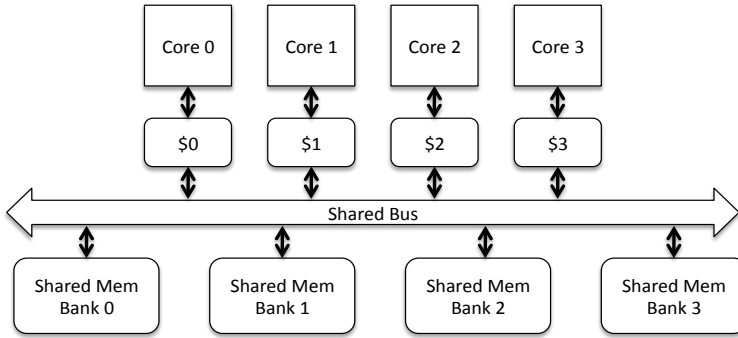 Core 0
Core 1
Core 2
Core 3
$0
$1
$2
$3
Shared Bus
Shared Mem
Bank 0
Shared Mem
Bank 1
Shared Mem
Bank 2
Shared Mem
Bank 3